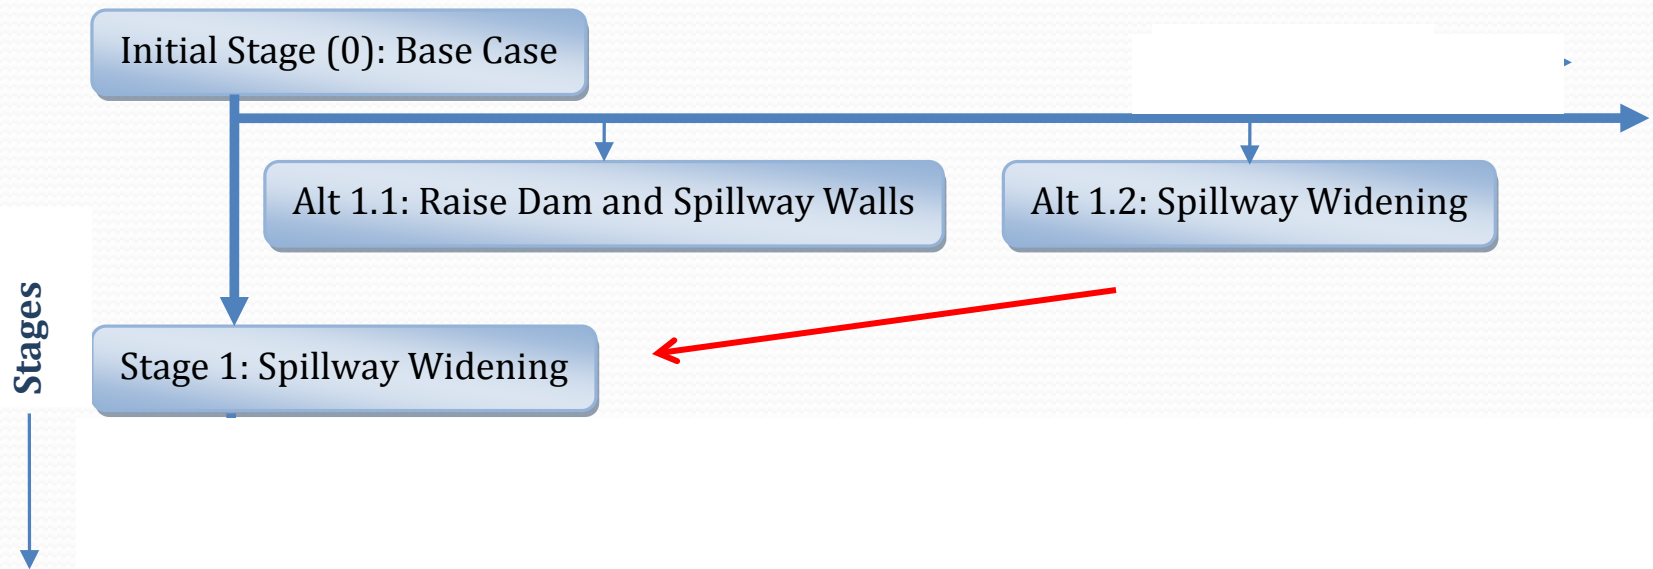 Initial Stage (0): Base Case
Alt 1.1: Raise Dam and Spillway Walls
Alt 1.2: Spillway Widening
Stages
Stage 1: Spillway Widening